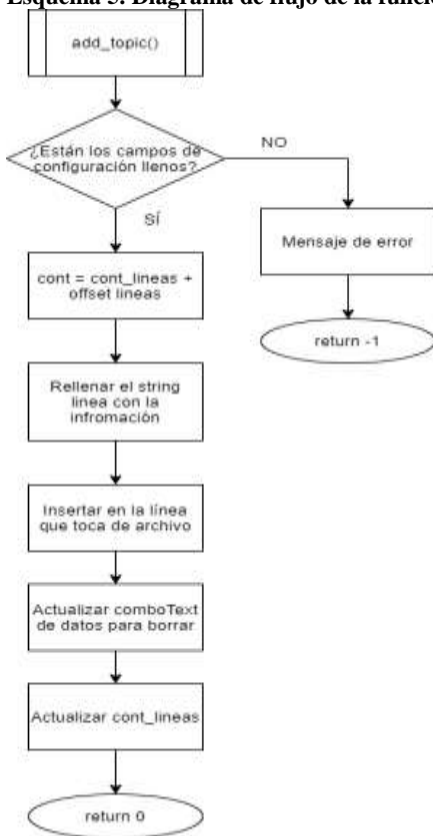 Esquema 5. Diagrama de flujo de la funció
add_topic()
¿Están los campos de
configuración llenos?
NO
SÍ
Mensaje de error
return -1
cont = cont_lineas +
offset lineas
Rellenar el string
linea con la
infromación
Insertar en la línea
que toca de archivo
Actualizar comboText
de datos para borrar
Actualizar cont_lineas
return 0